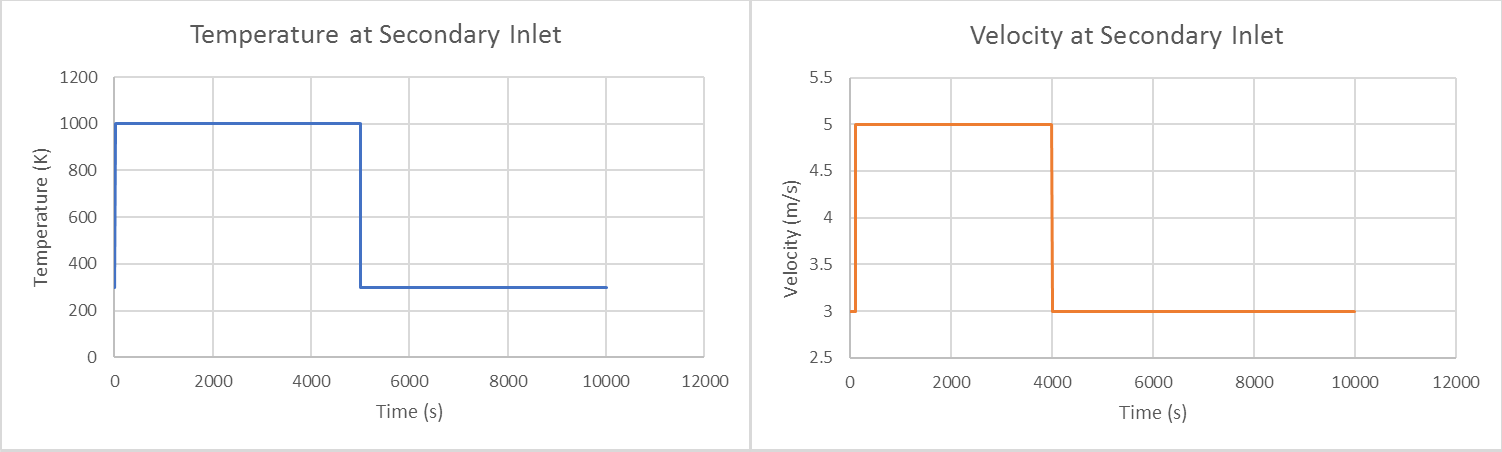 Temperature at Secondary Inlet
1200
1000
800
600
400
200
0
Temperature (K)
0 2000 4000 6000 8000 10000 12000
Time (s)
Velocity at Secondary Inlet
5.5
5
4.5
4
3.5
3
2.5
Velocity (m/s)
0 2000 4000 6000 8000 10000 12000
Time (s)